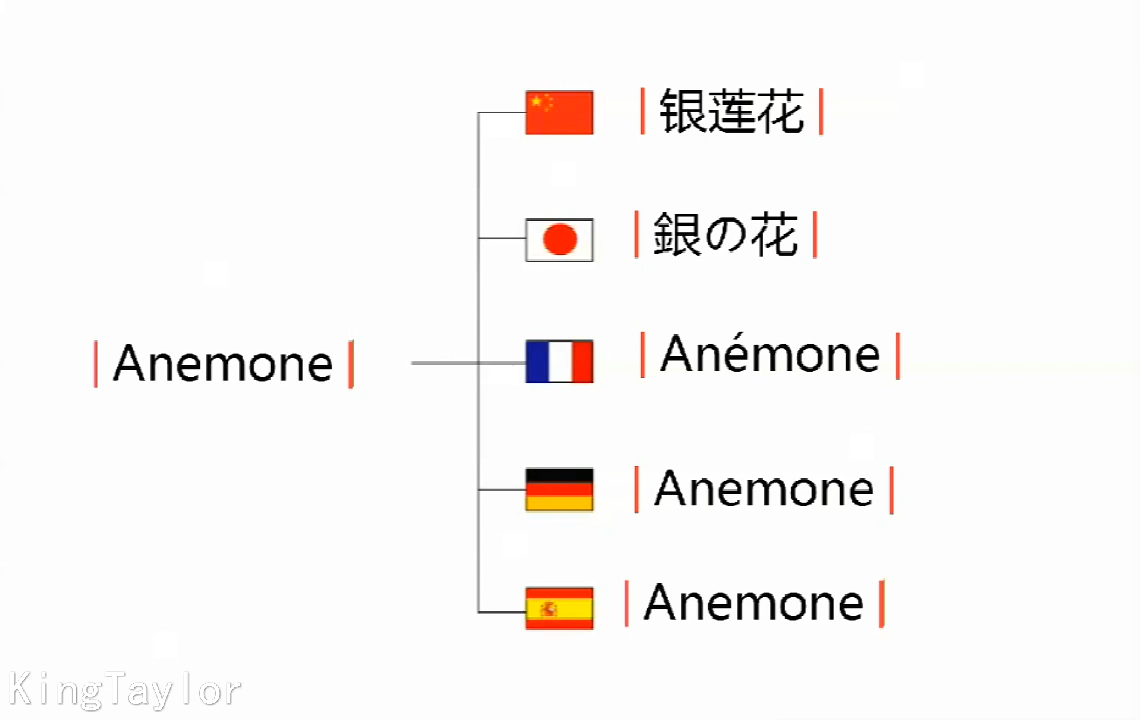 银莲花
銀の花
Anemone
Anémone
Anemone
Anemone
KingTaylor